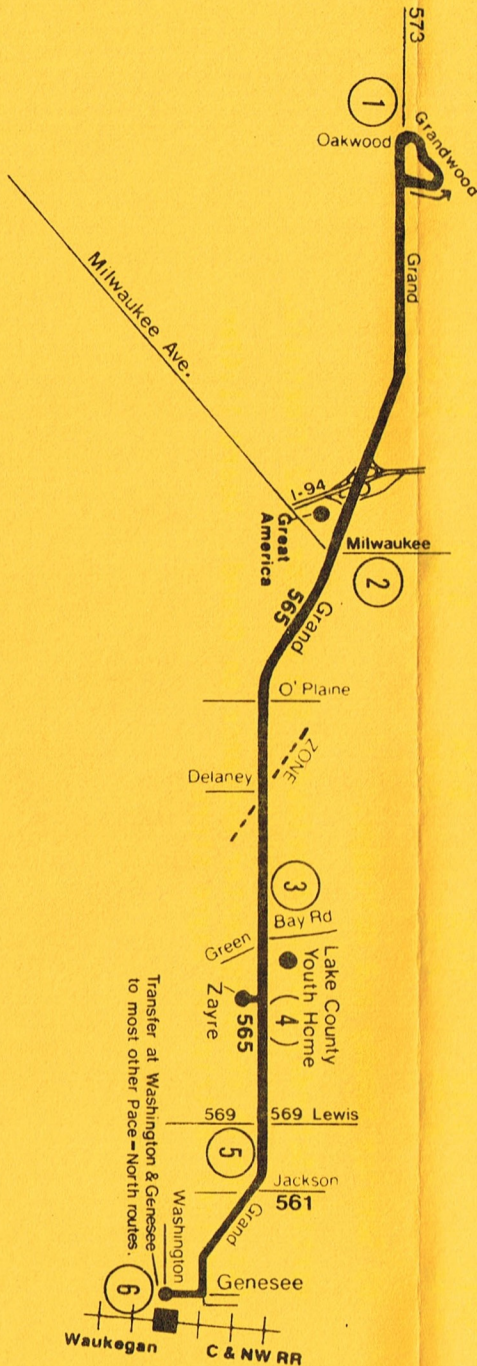 573
1
Oakwood
Grandwood
Grand
Milwaukee Ave.
I-94
Great
America
Milwaukee
2
565
Grand
O' Plaine
ZONE
Delaney
3
Green
Bay Rd
Lake County
Youth Home
( 4 )
565
Zayre
569
569 Lewis
5
Jackson
561
Grand
Washington
Genesee
Transfer at Washington & Genesee
to most other Pace-North routes.
6
Waukegan
C & NW RR